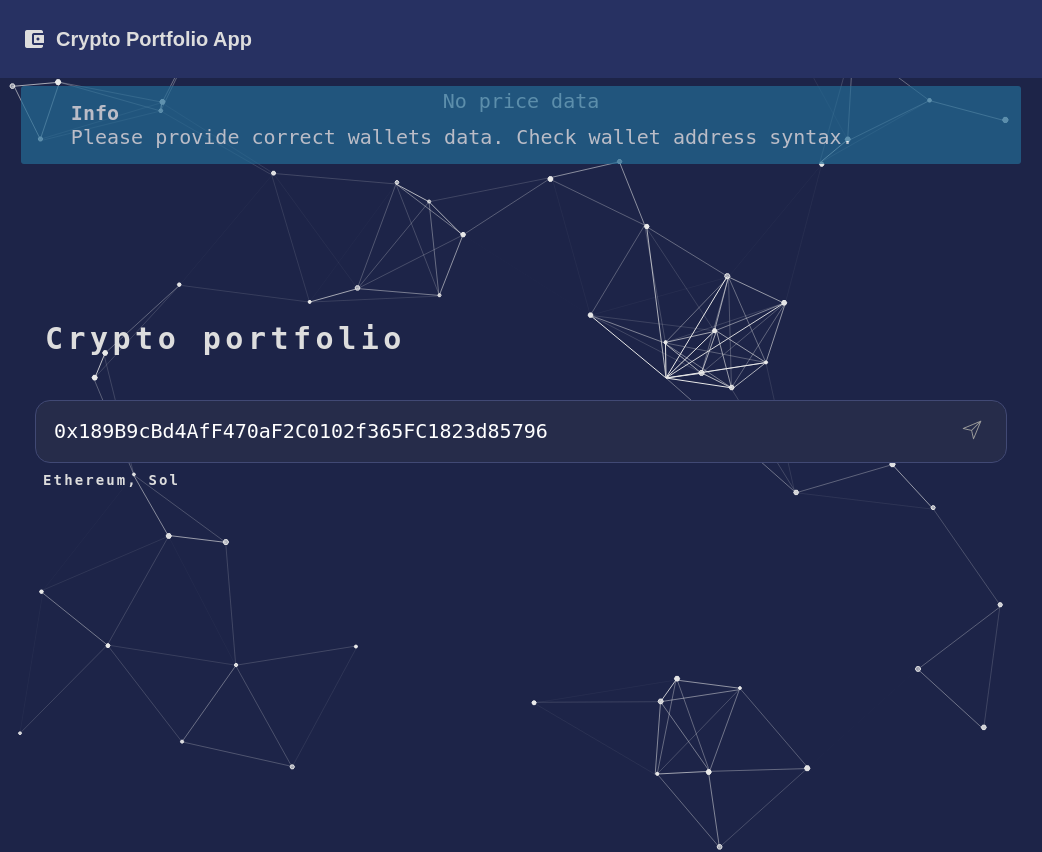 Crypto Portfolio App
No price data
Info
Please provide correct wallets data. Check wallet address syntax.
Crypto portfolio
0x189B9cBd4AfF470aF2C0102f365FC1823d85796
Ethereum, Sol